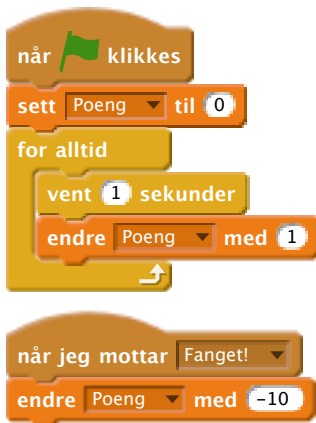 når klikkes
sett Poeng til 0
for alltid
vent 1 sekunder
endre Poeng med 1
når jeg mottar Fanget!
endre Poeng med -10